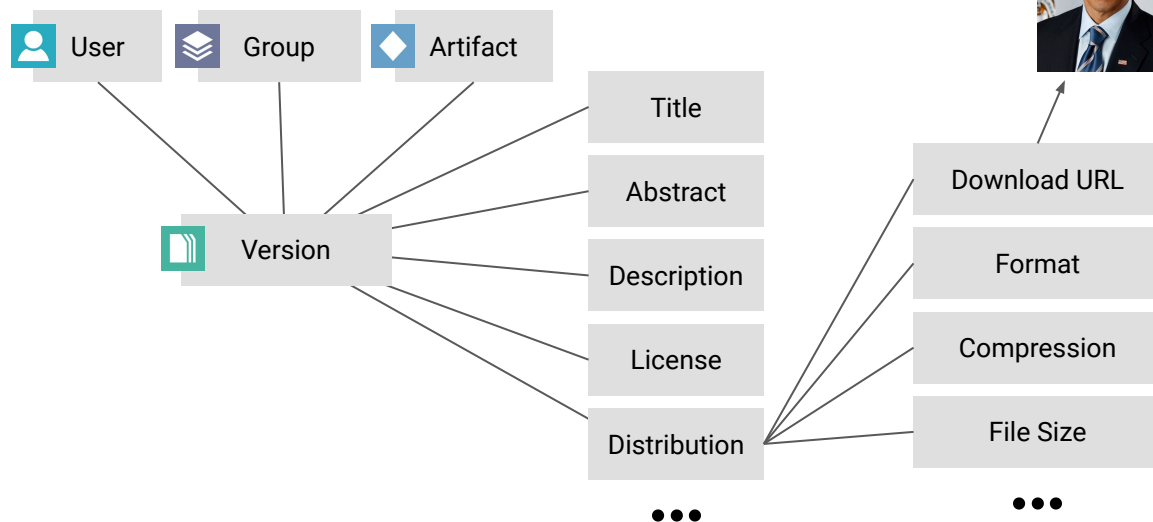 User
Group
Artifact
Version
Title
Abstract
Description
License
Distribution
•••
Download URL
Format
Compression
File Size
•••